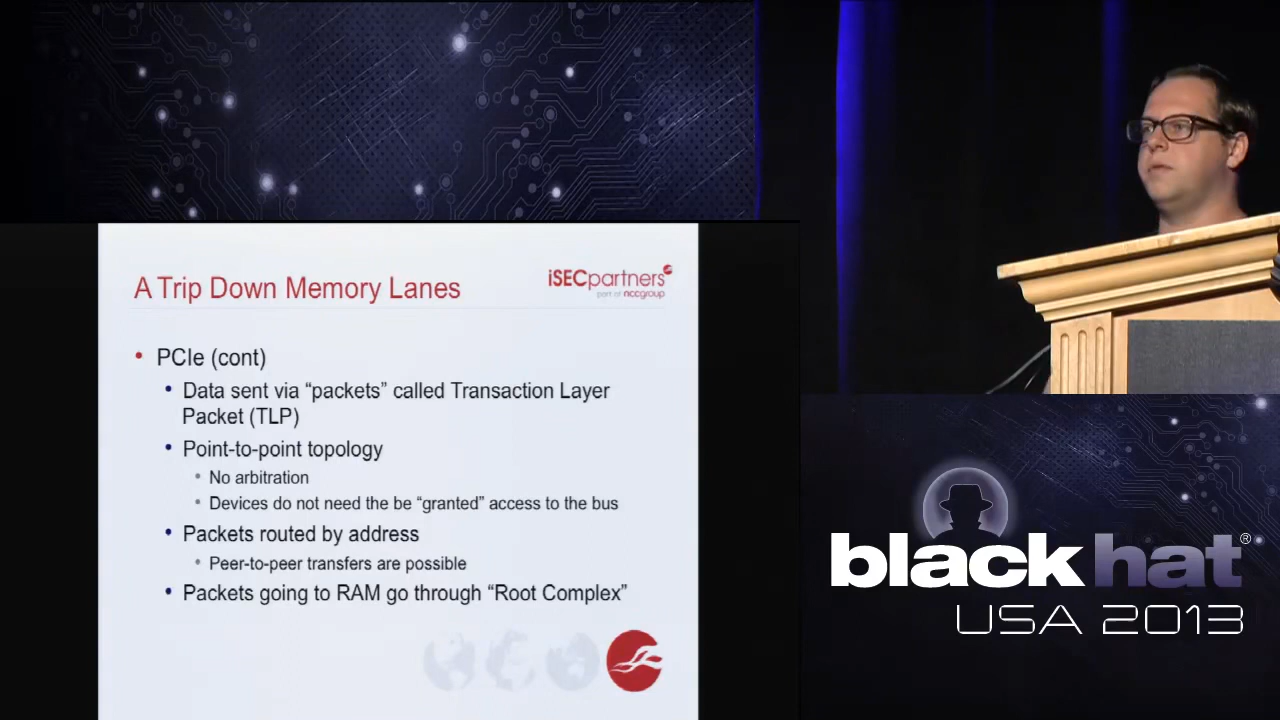 A Trip Down Memory Lanes
iSECpartners
part of nccgroup
• PCIe (cont)
• Data sent via “packets” called Transaction Layer
Packet (TLP)
• Point-to-point topology
• No arbitration
• Devices do not need the be “granted” access to the bus
• Packets routed by address
• Peer-to-peer transfers are possible
• Packets going to RAM go through “Root Complex”
black hat®
USA 2013